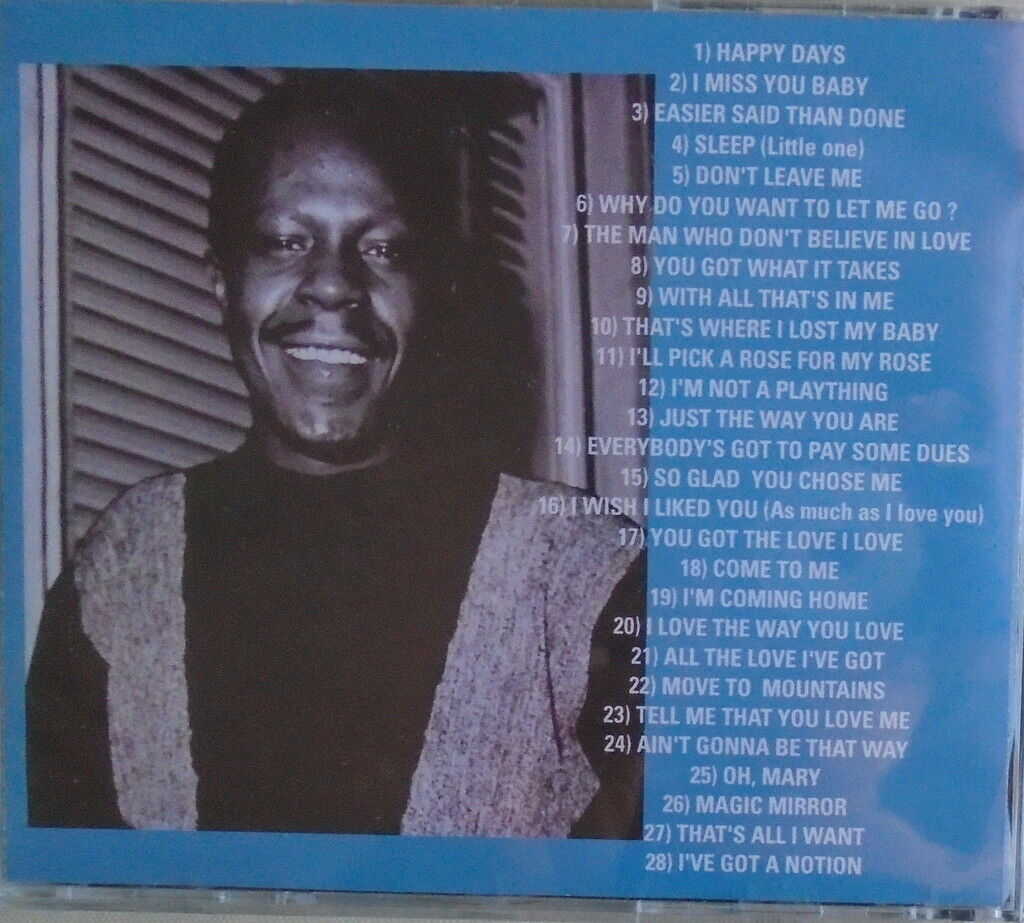 1) HAPPY DAYS
2) I MISS YOU BABY
3) EASIER SAID THAN DONE
4) SLEEP (Little one)
5) DON'T LEAVE ME
6) WHY DO YOU WANT TO LET ME GO ?
7) THE MAN WHO DON'T BELIEVE IN LOVE
8) YOU GOT WHAT IT TAKES
9) WITH ALL THAT'S IN ME
10) THAT'S WHERE I LOST MY BABY
11) I'LL PICK A ROSE FOR MY ROSE
12) I'M NOT A PLAYTHING
13) JUST THE WAY YOU ARE
14) EVERYBODY'S GOT TO PAY SOME DUES
15) SO GLAD YOU CHOSE ME
16) I WISH I LIKED YOU (As much as I love you)
17) YOU GOT THE LOVE I LOVE
18) COME TO ME
19) I'M COMING HOME
20) I LOVE THE WAY YOU LOVE
21) ALL THE LOVE I'VE GOT
22) MOVE TO MOUNTAINS
23) TELL ME THAT YOU LOVE ME
24) AIN'T GONNA BE THAT WAY
25) OH, MARY
26) MAGIC MIRROR
27) THAT'S ALL I WANT
28) I'VE GOT A NOTION